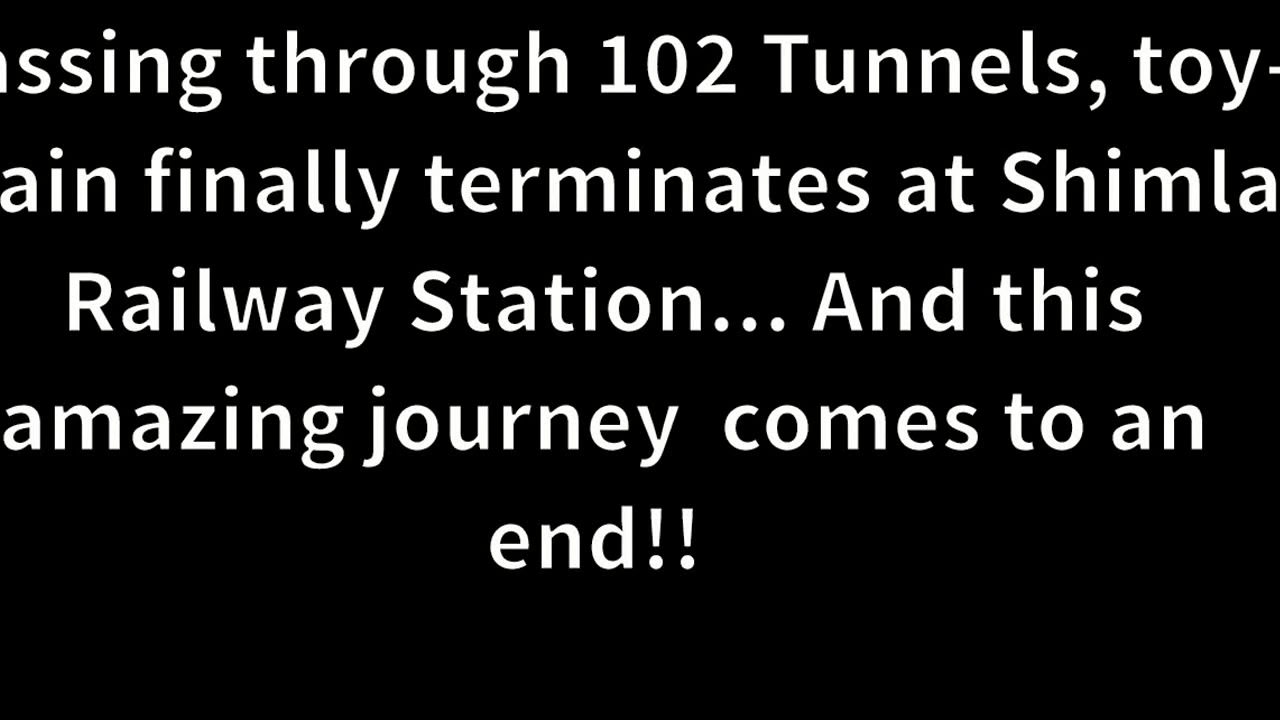 assing through 102 Tunnels, toy-
ain finally terminates at Shimla
Railway Station... And this
amazing journey  comes to an
end!!